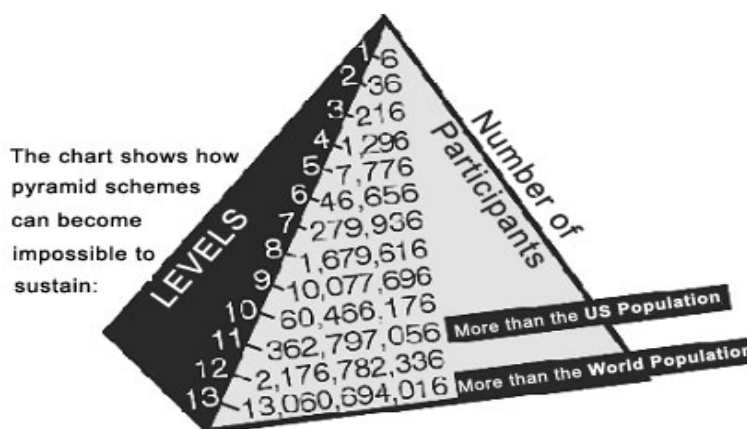 The chart shows how
pyramid schemes
can become
impossible to
sustain:
LEVELS
Number of
Participants
1 6
2 36
3 216
4 1,296
5 7,776
6 46,656
7 279,936
8 1,679,616
9 10,077,696
10 60,466,176
11 362,797,056 More than the US Population
12 2,176,782,336
13 13,060,694,016 More than the World Population